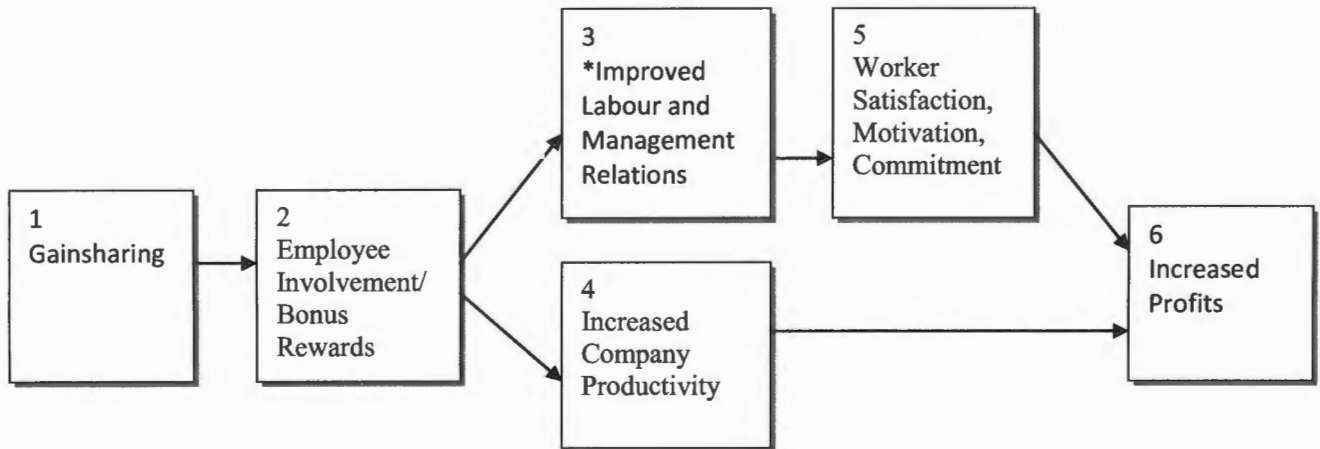 1
Gainsharing
2
Employee
Involvement/
Bonus
Rewards
3
*Improved
Labour and
Management
Relations
4
Increased
Company
Productivity
5
Worker
Satisfaction,
Motivation,
Commitment
6
Increased
Profits